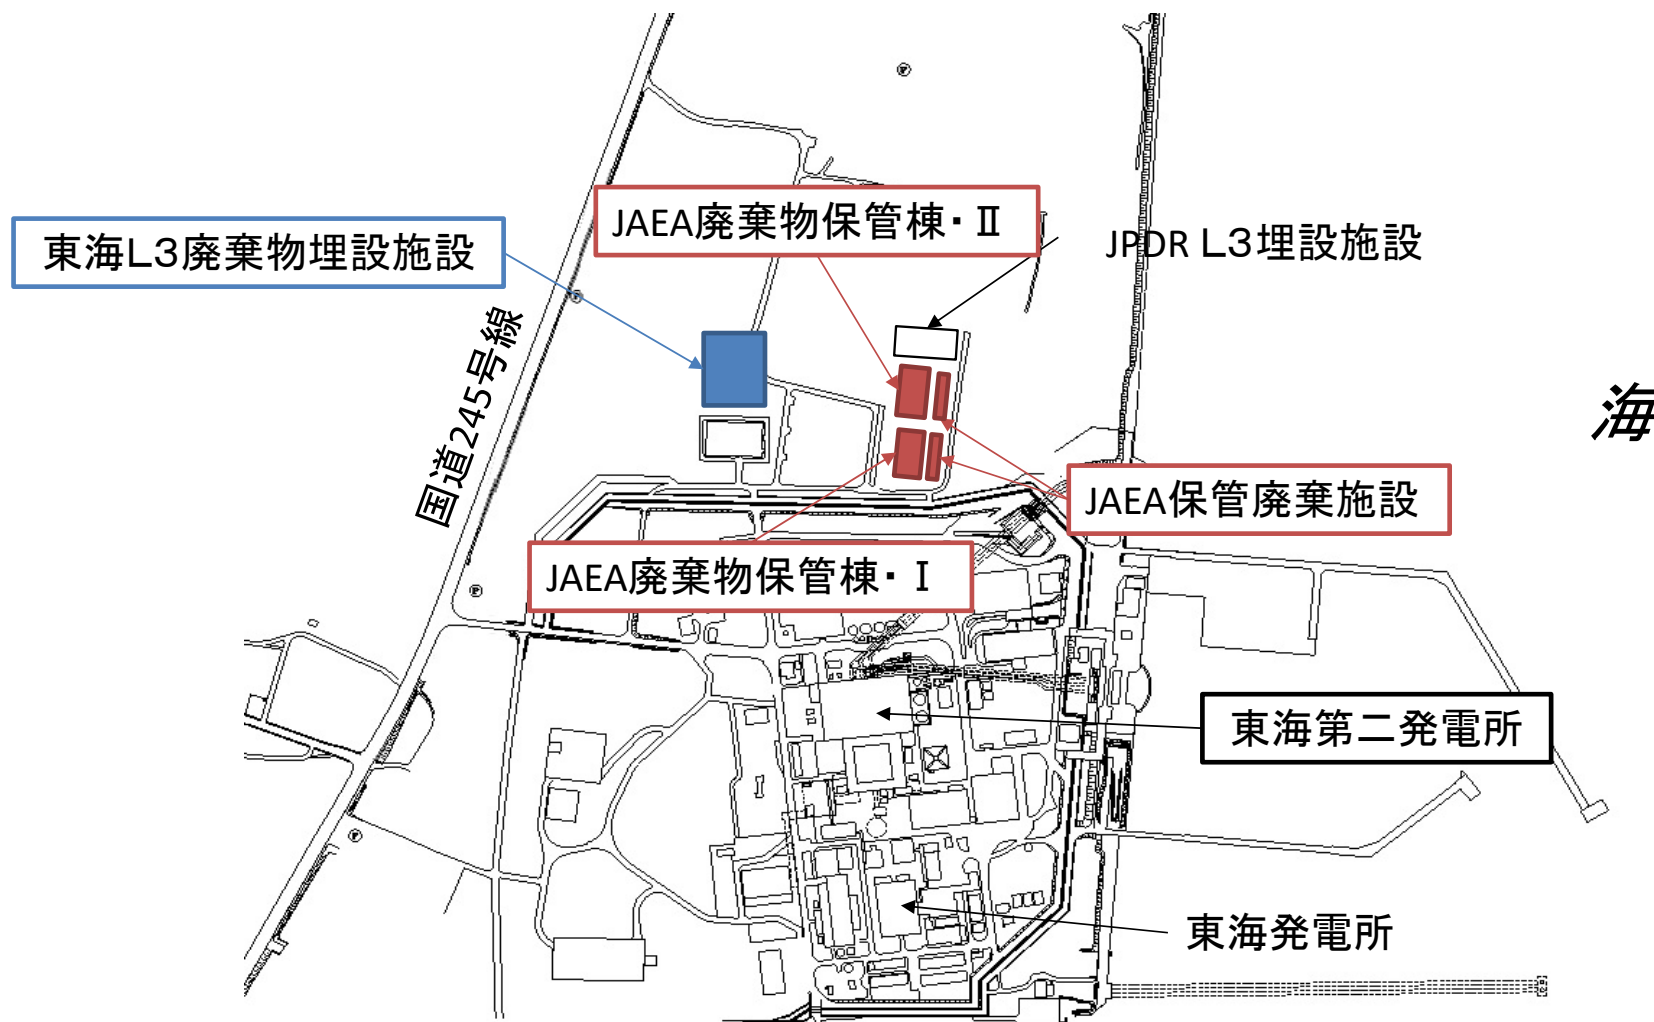 JAEA廃棄物保管棟・Ⅱ
東海L3廃棄物埋設施設
JPDR L3埋設施設
国道245号線
海
JAEA保管廃棄施設
JAEA廃棄物保管棟・Ⅰ
東海第二発電所
東海発電所